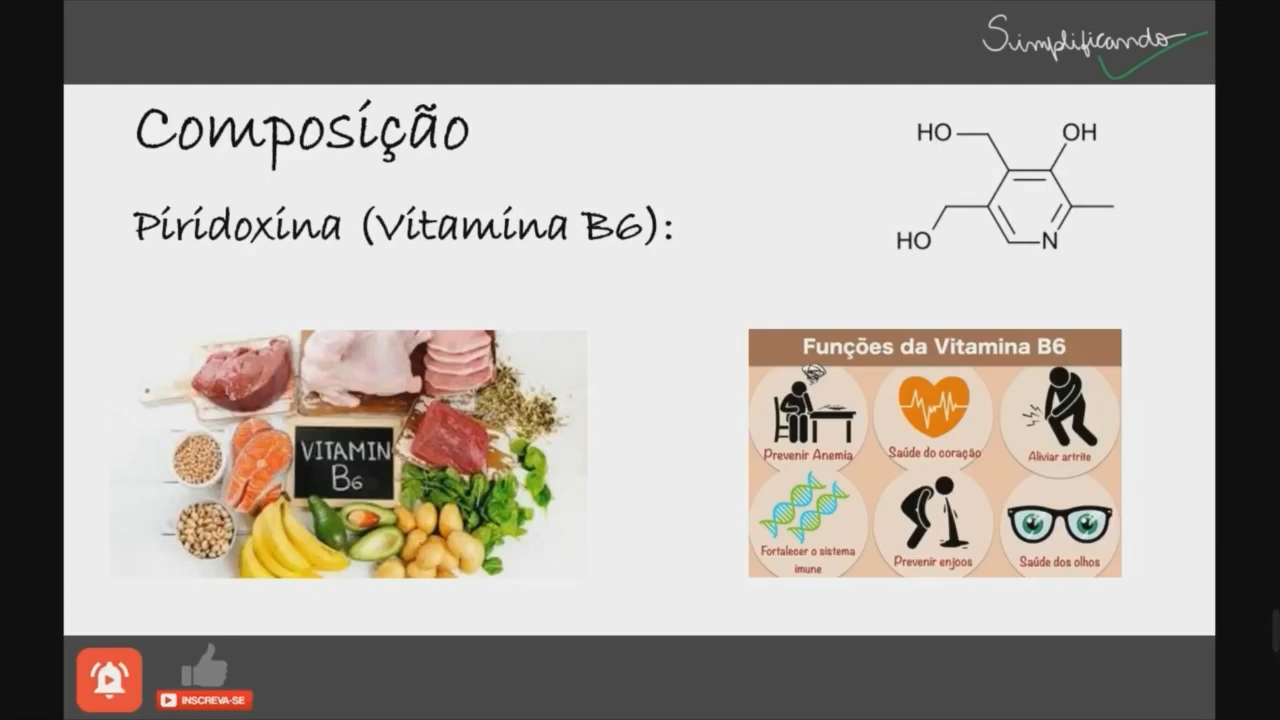 Simplificando
Composição
Piridoxina (Vitamina B6):
HO
OH
HO
N
VITAMIN
B6
Funções da Vitamina B6
Prevenir Anemia
Saúde do coração
Aliviar artrite
Fortalecer o sistema
imune
Prevenir enjoos
Saúde dos olhos
INSCREVA-SE